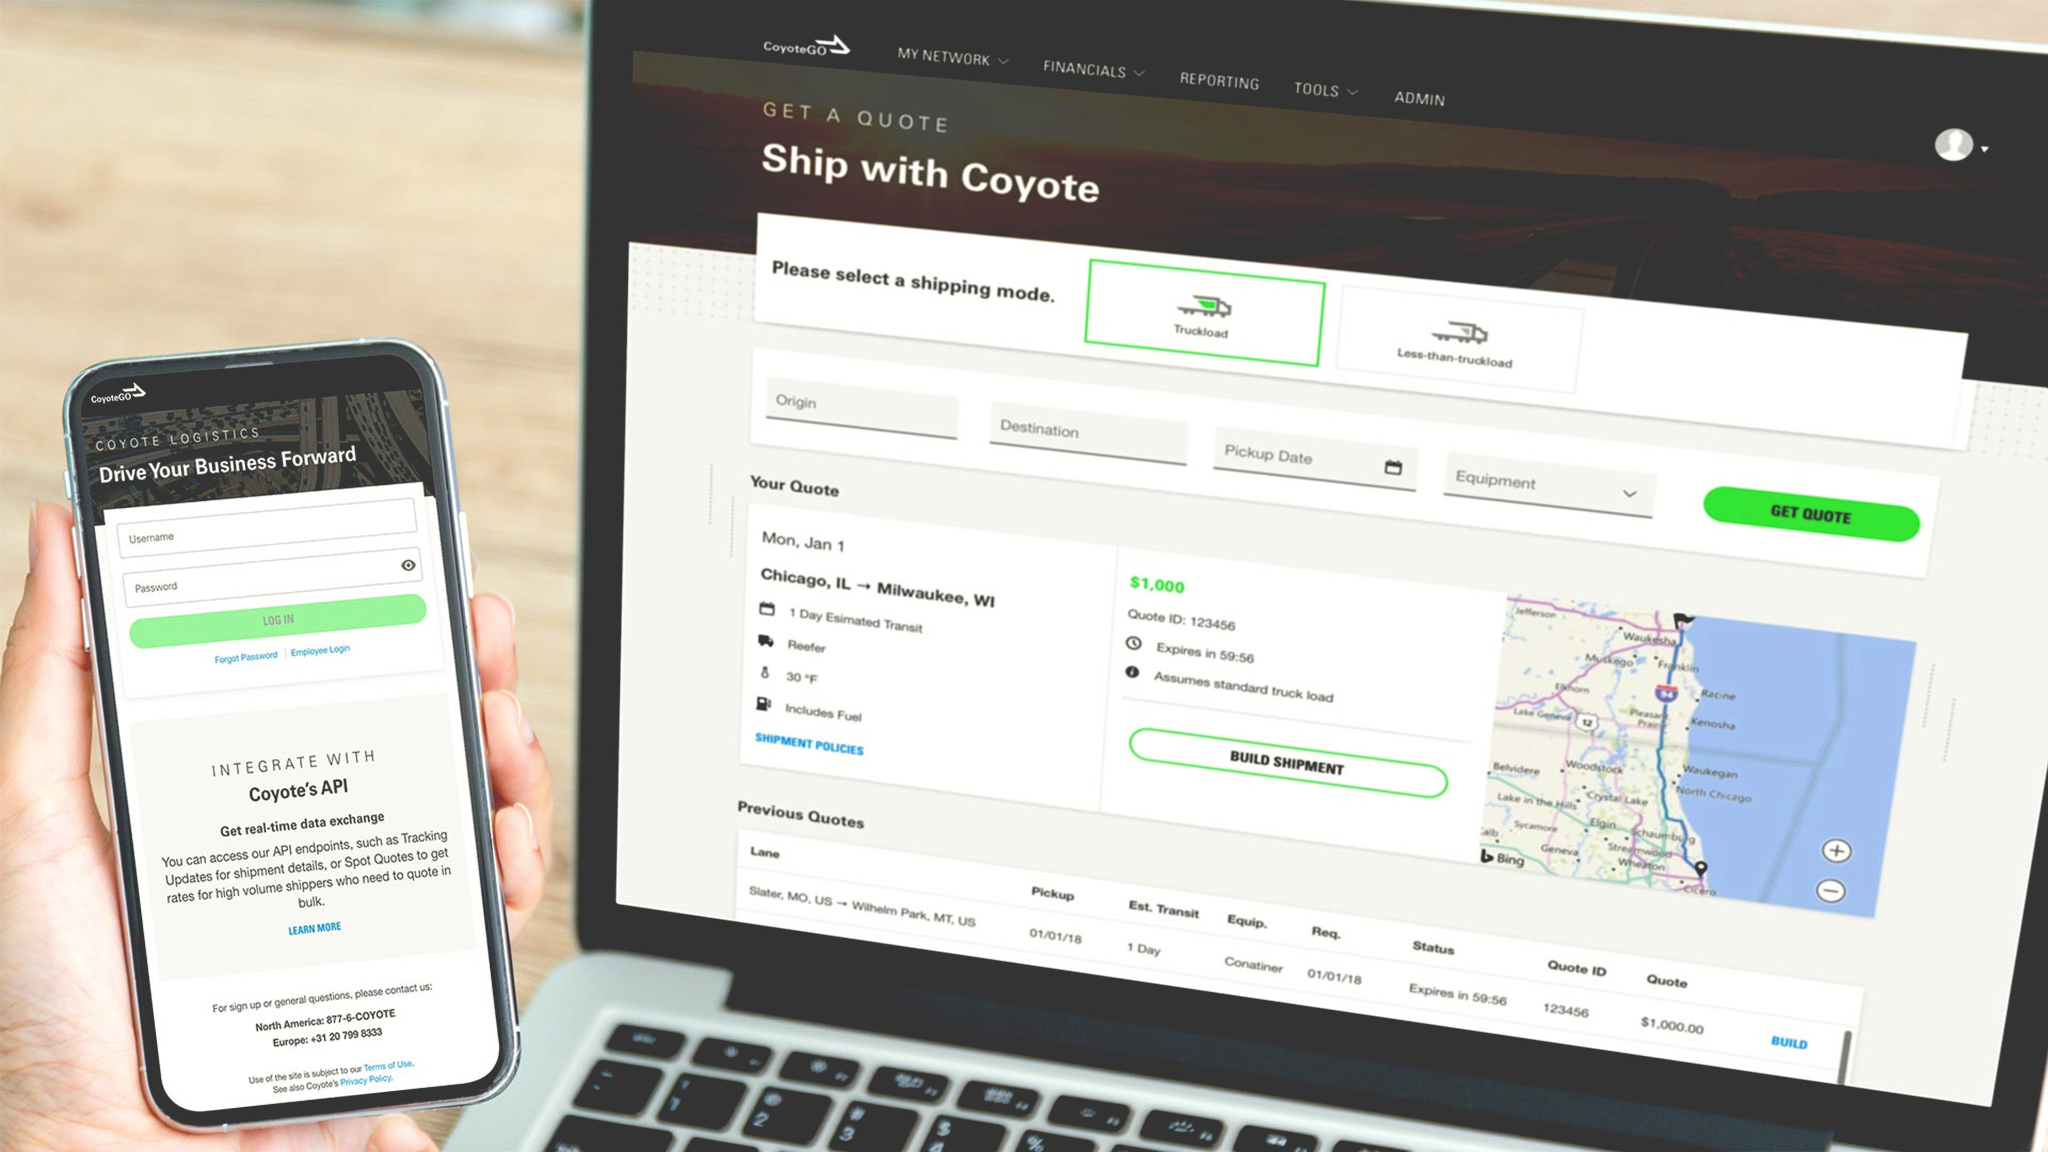 CoyoteGO
MY NETWORK
FINANCIALS
REPORTING
TOOLS
ADMIN
GET A QUOTE
Ship with Coyote
Please select a shipping mode.
Truckload
Less-than-truckload
Origin
Destination
Pickup Date
Equipment
GET QUOTE
Your Quote
Mon, Jan 1
Chicago, IL → Milwaukee, WI
1 Day Esimated Transit
Reefer
30 °F
Includes Fuel
SHIPMENT POLICIES
$1,000
Quote ID: 123456
Expires in 59:56
Assumes standard truck load
BUILD SHIPMENT
Jefferson
Waukesha
Muskego
Franklin
Elkhorn
94
Racine
Lake Geneva
12
Pleasant
Prairie
Kenosha
Belvidere
Woodstock
Waukegan
North Chicago
Lake in the Hills
Crystal Lake
Sycamore
Elgin
Schaumburg
Geneva
Streamwood
Wheaton
Cicero
Bing
Previous Quotes
Lane Pickup Est. Transit Equip. Req. Status Quote ID Quote
Slater, MO, US → Wilhelm Park, MT, US 01/01/18 1 Day Conatiner 01/01/18 Expires in 59:56 123456 $1,000.00 BUILD
CoyoteGO
COYOTE LOGISTICS
Drive Your Business Forward
Username
Password
LOG IN
Forgot Password | Employee Login
INTEGRATE WITH
Coyote's API
Get real-time data exchange
You can access our API endpoints, such as Tracking
Updates for shipment details, or Spot Quotes to get
rates for high volume shippers who need to quote in
bulk.
LEARN MORE
For sign up or general questions, please contact us:
North America: 877-6-COYOTE
Europe: +31 20 799 8333
Use of the site is subject to our Terms of Use.
See also Coyote's Privacy Policy.
1
2
3
$
4
%